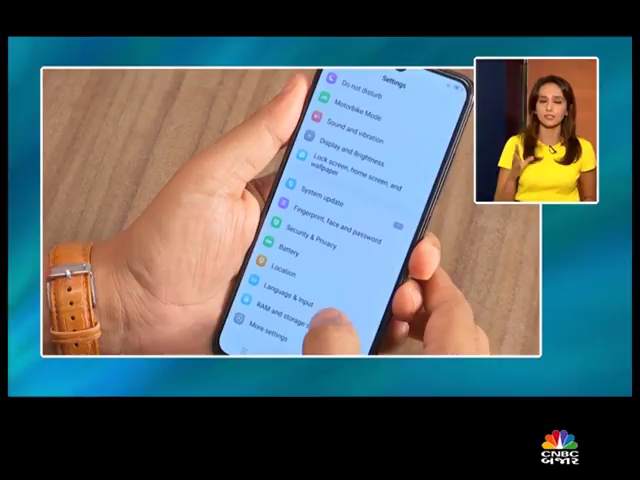 Settings
Do not disturb
Motorbike Mode
Sound and vibration
Display and Brightness
Lock screen, home screen, and
wallpaper
System update
Fingerprint, face and password
Security & Privacy
Battery
Location
Language & Input
RAM and storage
More settings
CNBC
બજાર